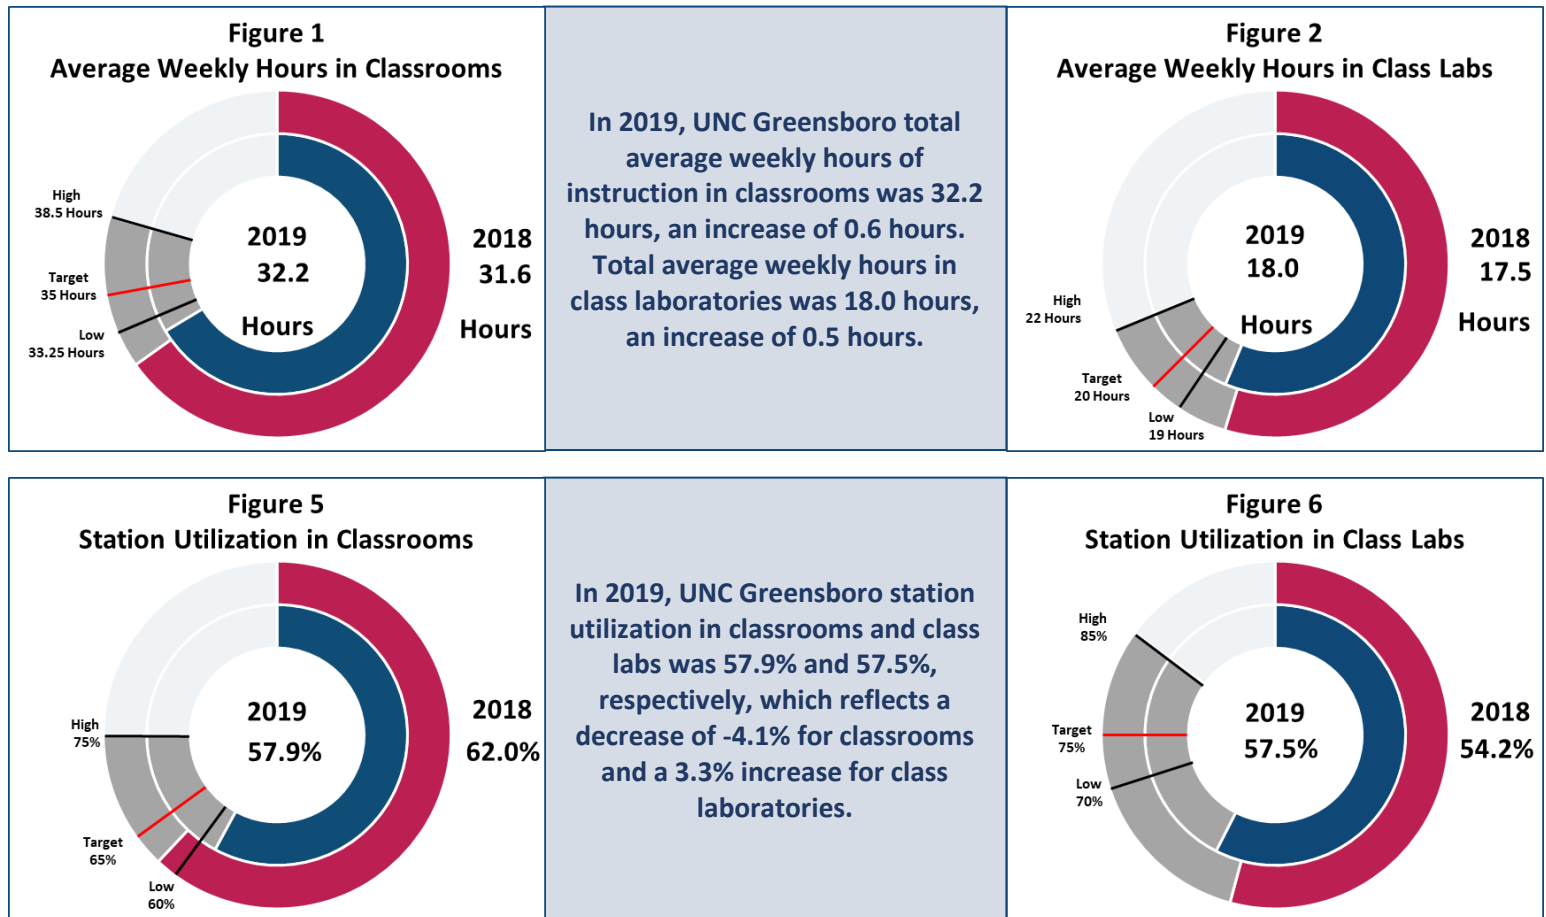 Figure 1
Average Weekly Hours in Classrooms
High
38.5 Hours
Target
35 Hours
Low
33.25 Hours
2019
32.2
Hours
2018
31.6
Hours
In 2019, UNC Greensboro total
average weekly hours of
instruction in classrooms was 32.2
hours, an increase of 0.6 hours.
Total average weekly hours in
class laboratories was 18.0 hours,
an increase of 0.5 hours.
Figure 2
Average Weekly Hours in Class Labs
High
22 Hours
Target
20 Hours
Low
19 Hours
2019
18.0
Hours
2018
17.5
Hours
Figure 5
Station Utilization in Classrooms
High
75%
Target
65%
Low
60%
2019
57.9%
2018
62.0%
In 2019, UNC Greensboro station
utilization in classrooms and class
labs was 57.9% and 57.5%,
respectively, which reflects a
decrease of -4.1% for classrooms
and a 3.3% increase for class
laboratories.
Figure 6
Station Utilization in Class Labs
High
85%
Target
75%
Low
70%
2019
57.5%
2018
54.2%